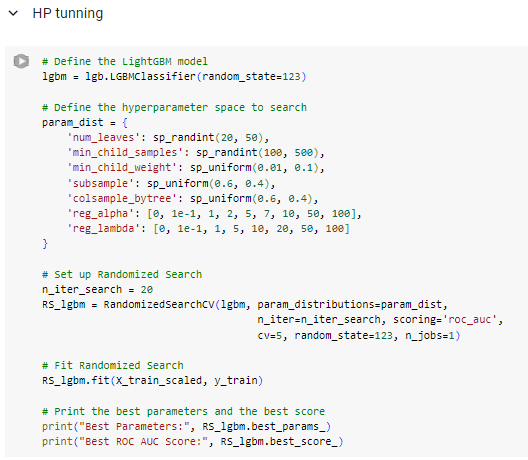 HP tunning
# Define the LightGBM model
lgbm = lgb.LGBMClassifier(random_state=123)
# Define the hyperparameter space to search
param_dist = {
    'num_leaves': sp_randint(20, 50),
    'min_child_samples': sp_randint(100, 500),
    'min_child_weight': sp_uniform(0.01, 0.1),
    'subsample': sp_uniform(0.6, 0.4),
    'colsample_bytree': sp_uniform(0.6, 0.4),
    'reg_alpha': [0, 1e-1, 1, 2, 5, 7, 10, 50, 100],
    'reg_lambda': [0, 1e-1, 1, 5, 10, 20, 50, 100]
}
# Set up Randomized Search
n_iter_search = 20
RS_lgbm = RandomizedSearchCV(lgbm, param_distributions=param_dist,
                             n_iter=n_iter_search, scoring='roc_auc',
                             cv=5, random_state=123, n_jobs=1)
# Fit Randomized Search
RS_lgbm.fit(X_train_scaled, y_train)
# Print the best parameters and the best score
print("Best Parameters:", RS_lgbm.best_params_)
print("Best ROC AUC Score:", RS_lgbm.best_score_)